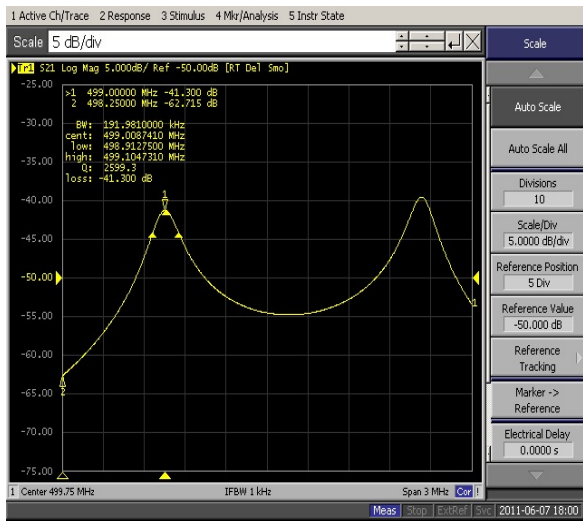 1 Active Ch/Trace 2 Response 3 Stimulus 4 Mkr/Analysis 5 Instr State
Scale 5 dB/div
Scale
Tr1 S21 Log Mag 5.000dB/ Ref -50.00dB [RT Del Smo]
-25.00
>1 499.00000 MHz -41.300 dB
2 498.25000 MHz -62.715 dB
-30.00
BW: 191.9810000 kHz
cent: 499.0087410 MHz
low: 498.9127500 MHz
high: 499.1047310 MHz
Q: 2599.3
loss: -41.300 dB
-35.00
-40.00
-45.00
-50.00
-55.00
-60.00
-65.00
-70.00
-75.00
1
1
2
Auto Scale
Auto Scale All
Divisions
10
Scale/Div
5.0000 dB/div
Reference Position
5 Div
Reference Value
-50.000 dB
Reference
Tracking
Marker ->
Reference
Electrical Delay
0.0000 s
1 Center 499.75 MHz IFBW 1 kHz Span 3 MHz Cor !
Meas Stop ExtRef Svc 2011-06-07 18:00